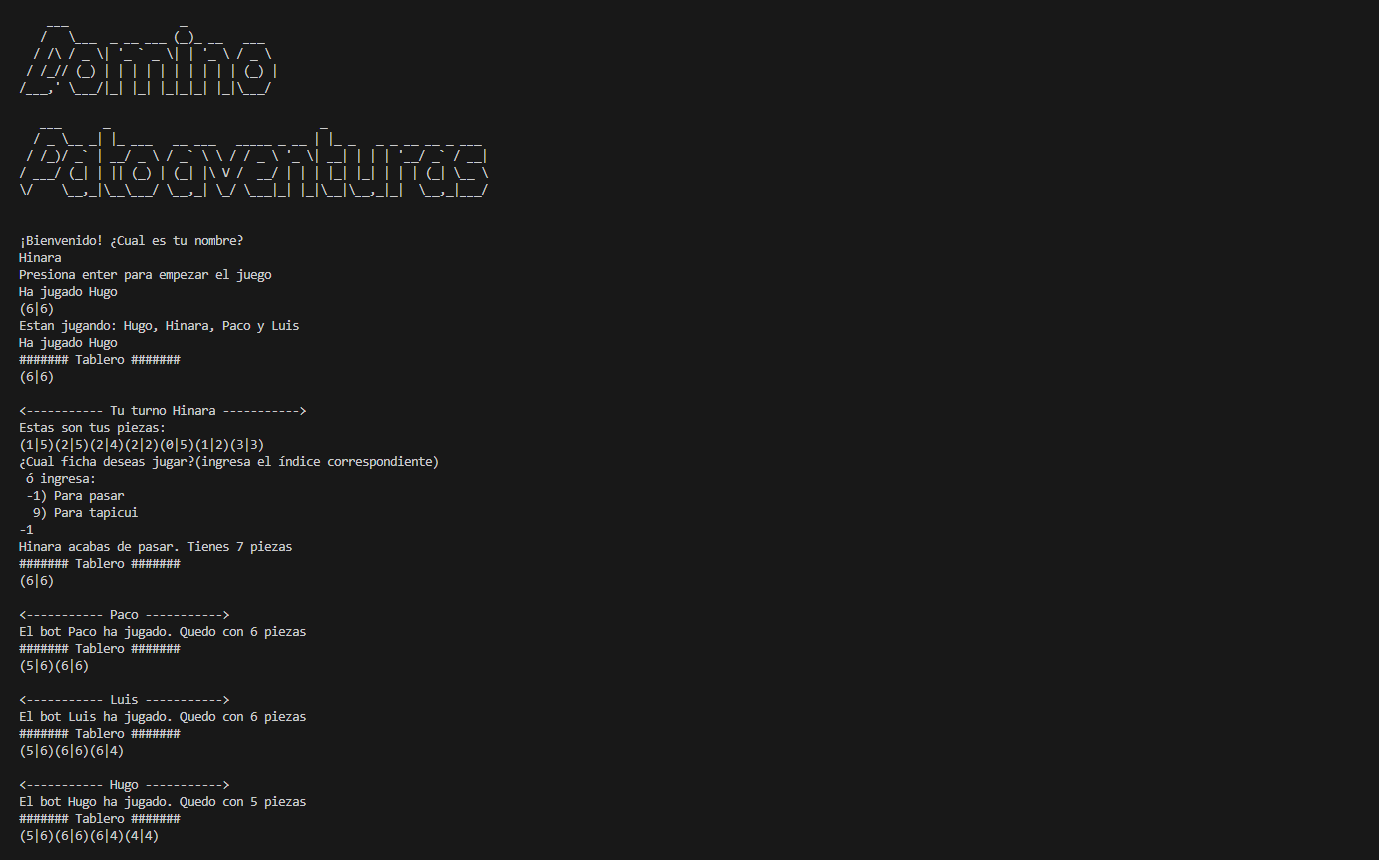 Domino
Patoaventuras
¡Bienvenido! ¿Cual es tu nombre?
Hinara
Presiona enter para empezar el juego
Ha jugado Hugo
(6|6)
Estan jugando: Hugo, Hinara, Paco y Luis
Ha jugado Hugo
####### Tablero #######
(6|6)
<----------- Tu turno Hinara ----------->
Estas son tus piezas:
(1|5)(2|5)(2|4)(2|2)(0|5)(1|2)(3|3)
¿Cual ficha deseas jugar?(ingresa el índice correspondiente)
ó ingresa:
-1) Para pasar
9) Para tapicui
-1
Hinara acabas de pasar. Tienes 7 piezas
####### Tablero #######
(6|6)
<----------- Paco ----------->
El bot Paco ha jugado. Quedo con 6 piezas
####### Tablero #######
(5|6)(6|6)
<----------- Luis ----------->
El bot Luis ha jugado. Quedo con 6 piezas
####### Tablero #######
(5|6)(6|6)(6|4)
<----------- Hugo ----------->
El bot Hugo ha jugado. Quedo con 5 piezas
####### Tablero #######
(5|6)(6|6)(6|4)(4|4)